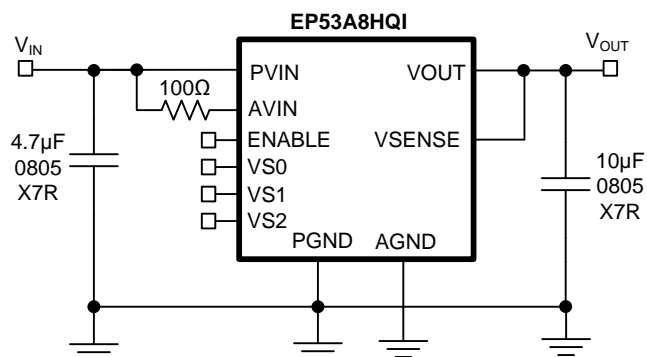 EP53A8HQI
VIN
VOUT
PVIN
VOUT
100Ω
AVIN
ENABLE
VSENSE
4.7µF
0805
X7R
VS0
VS1
VS2
10µF
0805
X7R
PGND
AGND